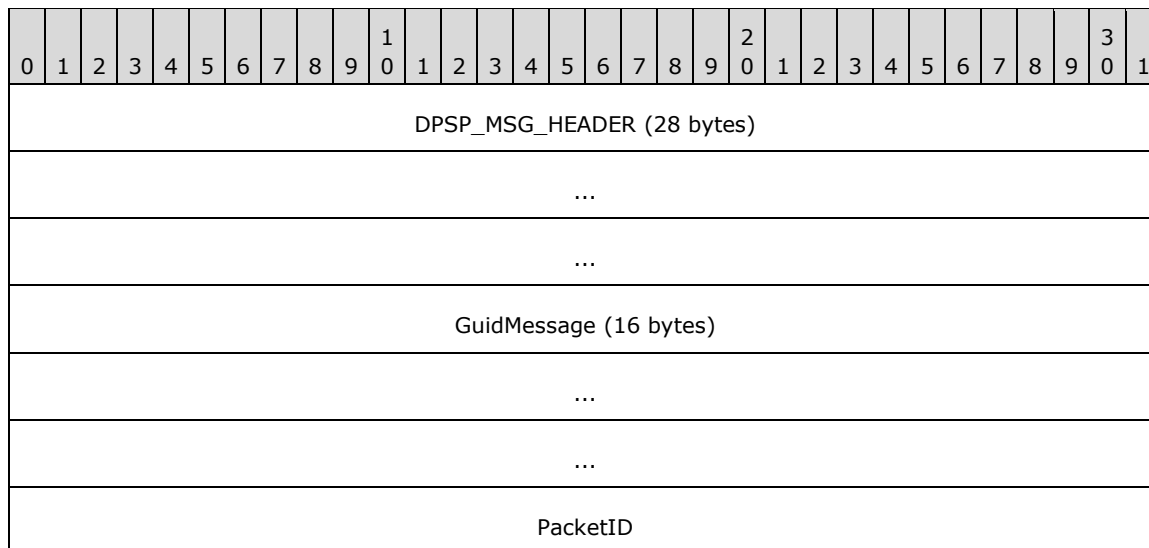 1 2 3
0 1 2 3 4 5 6 7 8 9 0 1 2 3 4 5 6 7 8 9 0 1 2 3 4 5 6 7 8 9 0 1
DPSP_MSG_HEADER (28 bytes)
...
...
GuidMessage (16 bytes)
...
...
PacketID